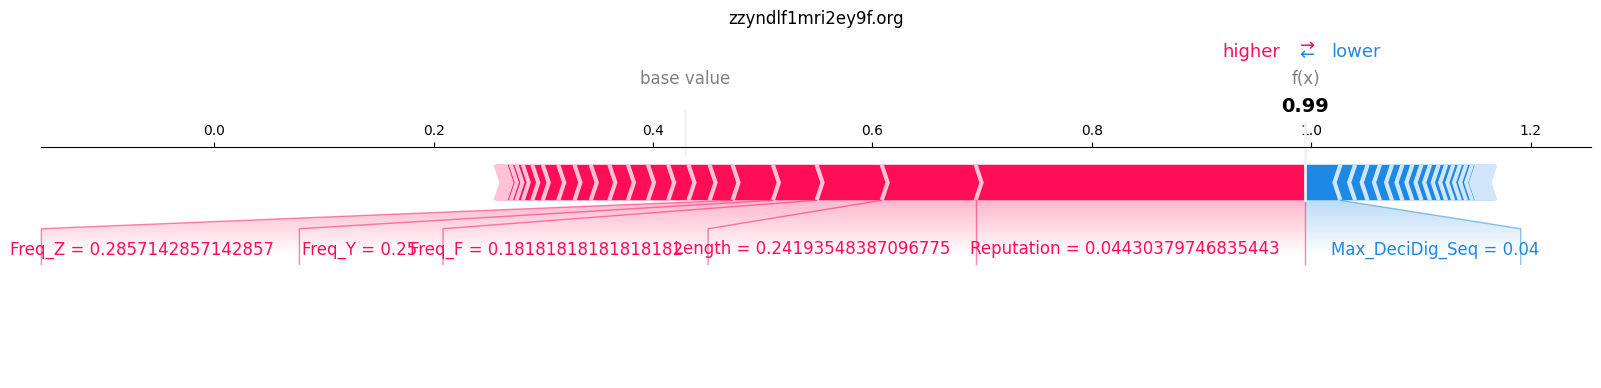 zzyndlf1mri2ey9f.org
higher ⇄ lower
base value f(x)
0.99
0.0 0.2 0.4 0.6 0.8 1.0 1.2
Freq_Z = 0.2857142857142857 Freq_Y = 0.25 Freq_F = 0.18181818181818182 Length = 0.24193548387096775 Reputation = 0.04430379746835443 Max_DeciDig_Seq = 0.04